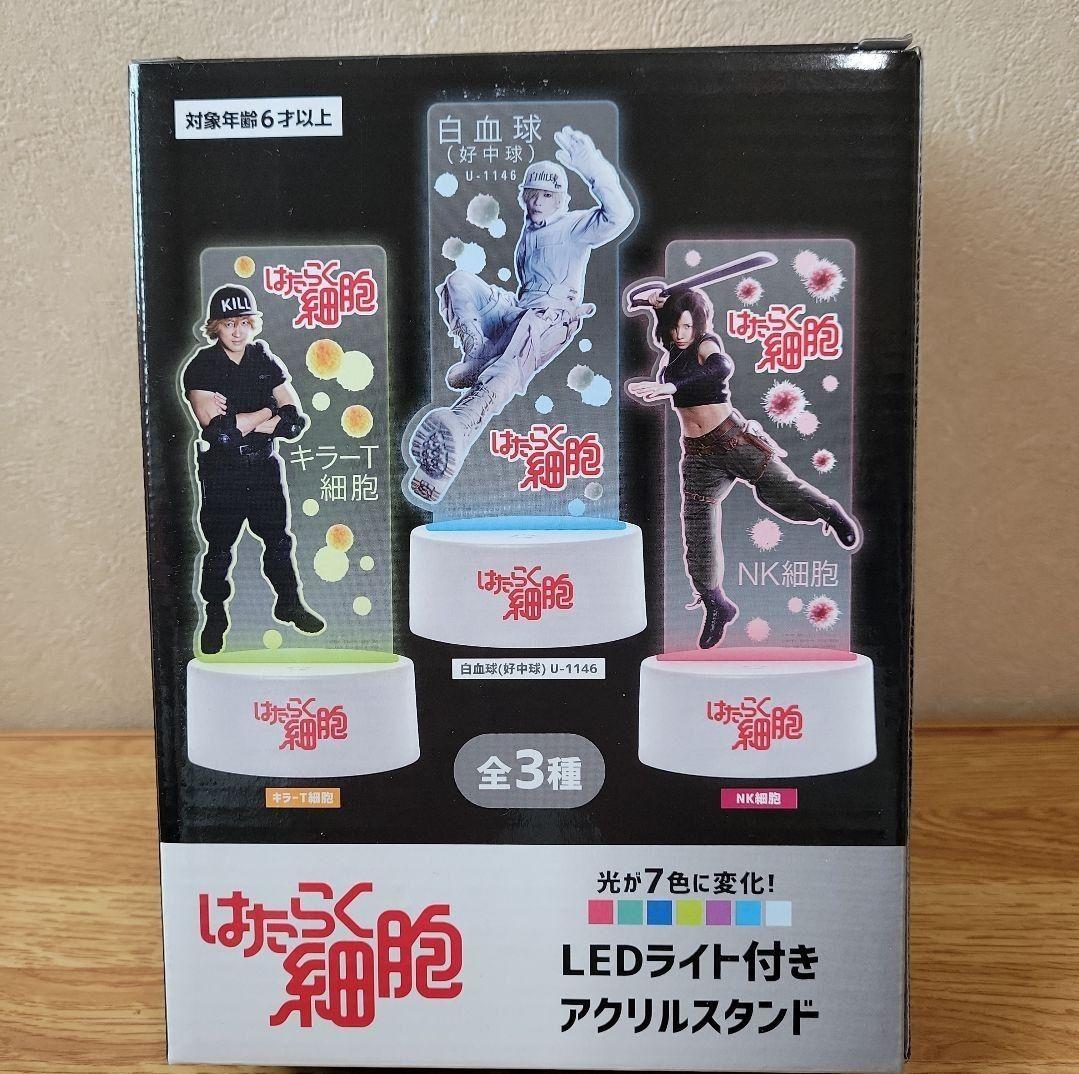 対象年齢6才以上
白血球
(好中球)
U-1146
白血球
はたらく
細胞
KILL
キラーT
細胞
はたらく
細胞
はたらく
細胞
NK細胞
はたらく
細胞
白血球(好中球) U-1146
はたらく
細胞
はたらく
細胞
全3種
キラーT細胞
NK細胞
はたらく
細胞
光が7色に変化!
LEDライト付き
アクリルスタンド